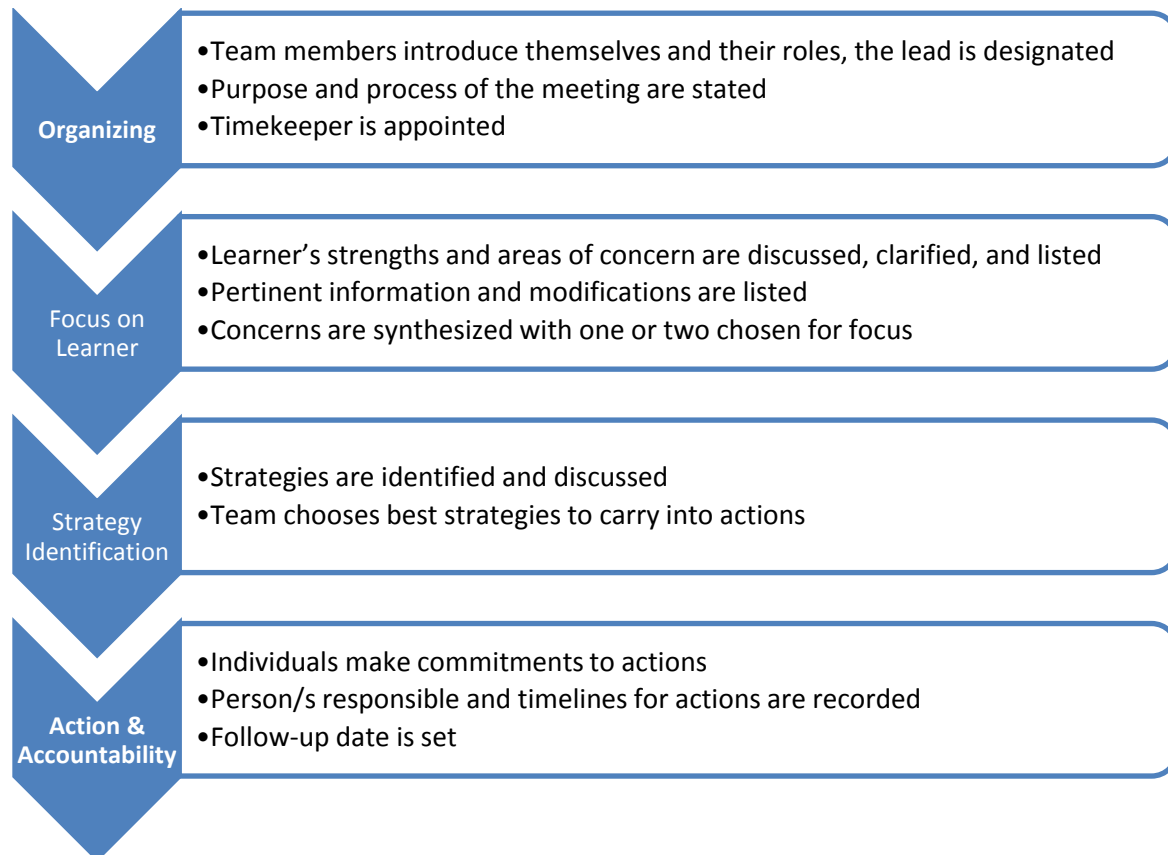 Organizing
•Team members introduce themselves and their roles, the lead is designated
•Purpose and process of the meeting are stated
•Timekeeper is appointed
Focus on
Learner
•Learner’s strengths and areas of concern are discussed, clarified, and listed
•Pertinent information and modifications are listed
•Concerns are synthesized with one or two chosen for focus
Strategy
Identification
•Strategies are identified and discussed
•Team chooses best strategies to carry into actions
Action &
Accountability
•Individuals make commitments to actions
•Person/s responsible and timelines for actions are recorded
•Follow-up date is set